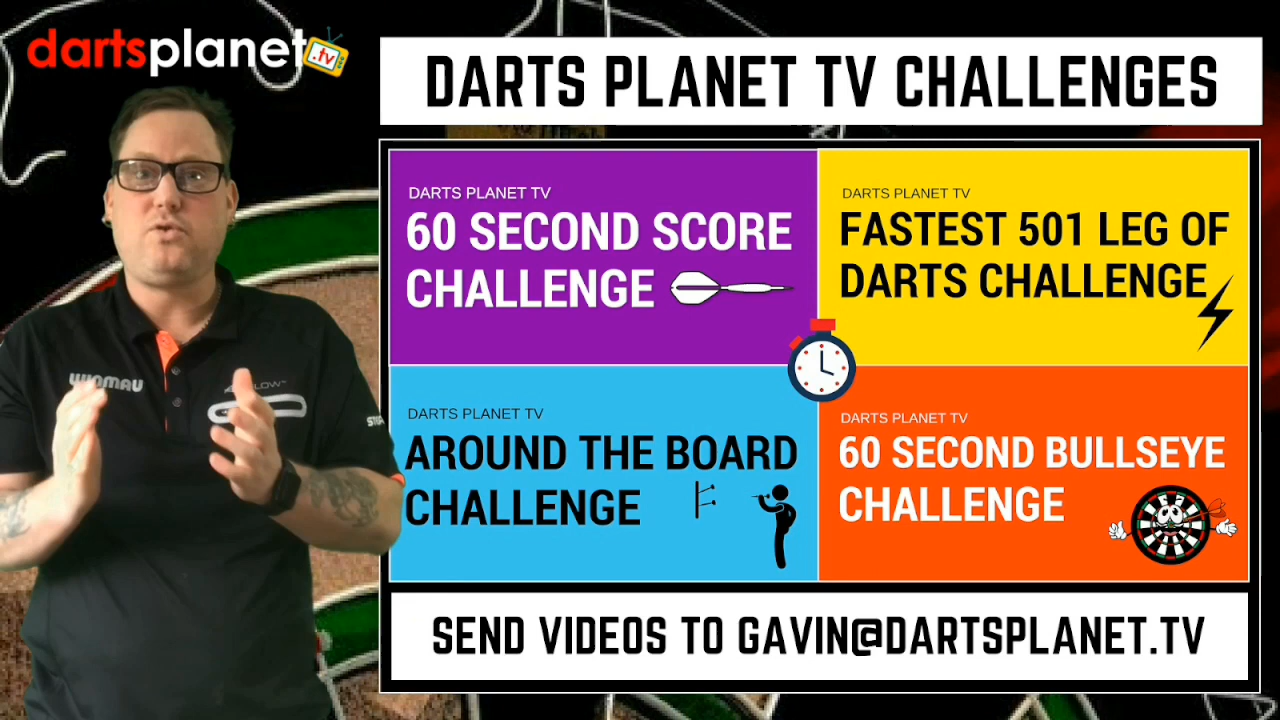 dartsplanet
.tv
DARTS PLANET TV CHALLENGES
DARTS PLANET TV
60 SECOND SCORE
CHALLENGE
DARTS PLANET TV
FASTEST 501 LEG OF
DARTS CHALLENGE
DARTS PLANET TV
AROUND THE BOARD
CHALLENGE
DARTS PLANET TV
60 SECOND BULLSEYE
CHALLENGE
SEND VIDEOS TO GAVIN@DARTSPLANET.TV
WINMAU